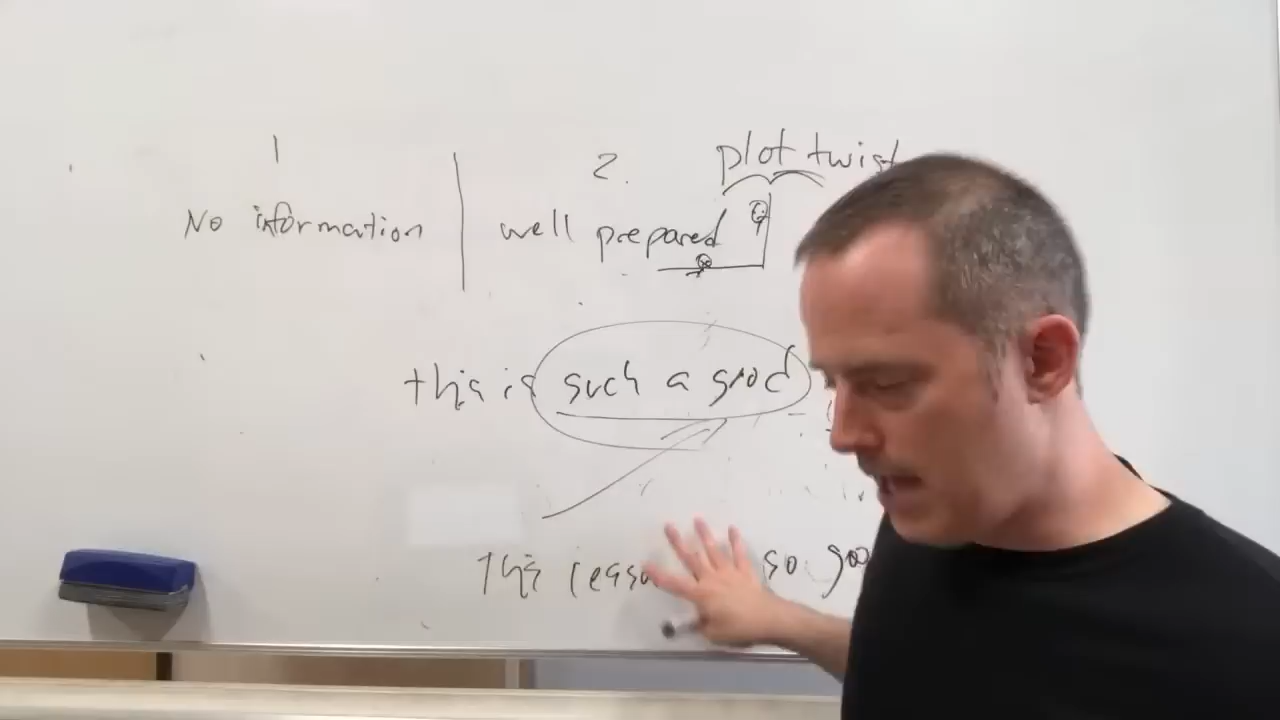 1
2. plot twist
No information well prepared
this is such a good
this so